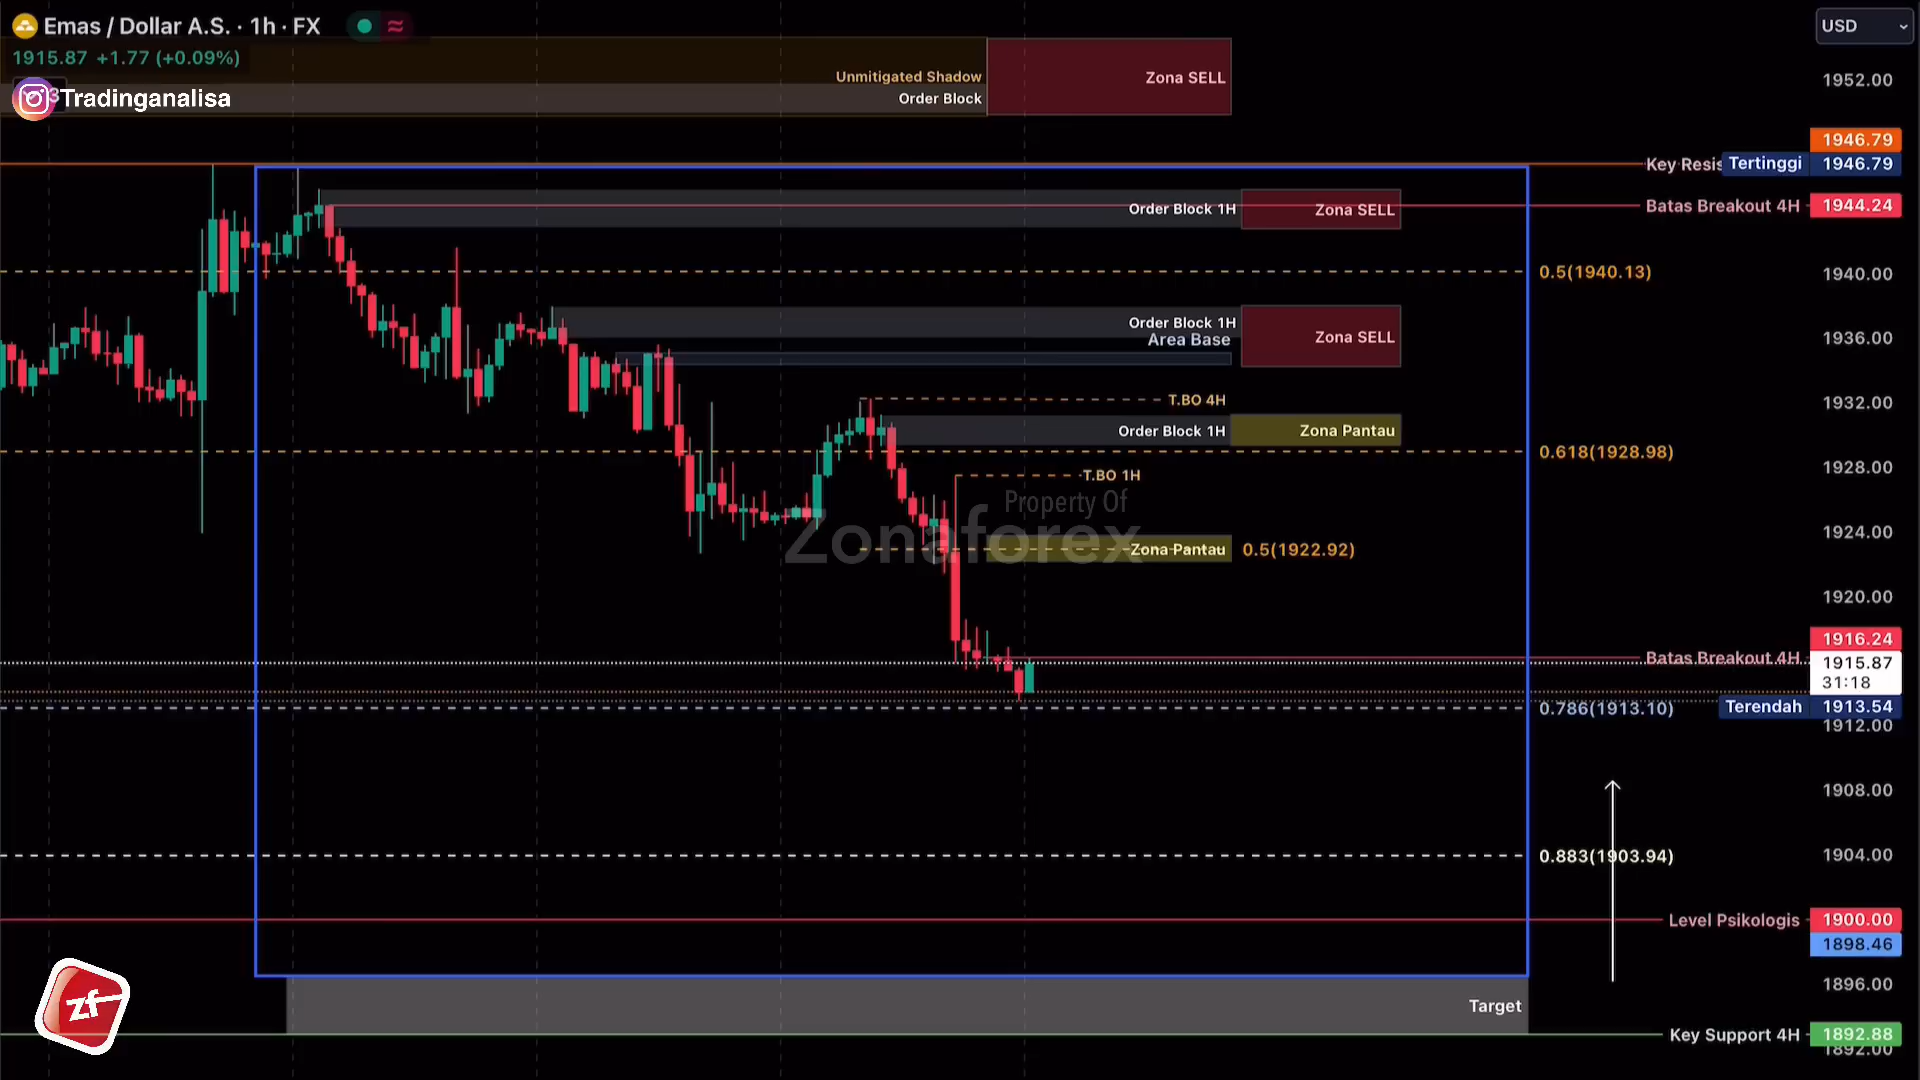 Emas / Dollar A.S. · 1h · FX
USD
1915.87 +1.77 (+0.09%)
Tradinganalisa
Unmitigated Shadow
Order Block
Zona SELL
1952.00
1946.79
Key Resis
Tertinggi
1946.79
Order Block 1H
Zona SELL
Batas Breakout 4H
1944.24
0.5(1940.13)
1940.00
Order Block 1H
Area Base
Zona SELL
1936.00
T.BO 4H
1932.00
Order Block 1H
Zona Pantau
0.618(1928.98)
1928.00
T.BO 1H
Property Of
Zonaforex
1924.00
Zona Pantau
0.5(1922.92)
1920.00
1916.24
Batas Breakout 4H
1915.87
31:18
0.786(1913.10)
Terendah
1913.54
1912.00
1908.00
0.883(1903.94)
1904.00
Level Psikologis
1900.00
1898.46
1896.00
zf
Target
Key Support 4H
1892.88
1892.00